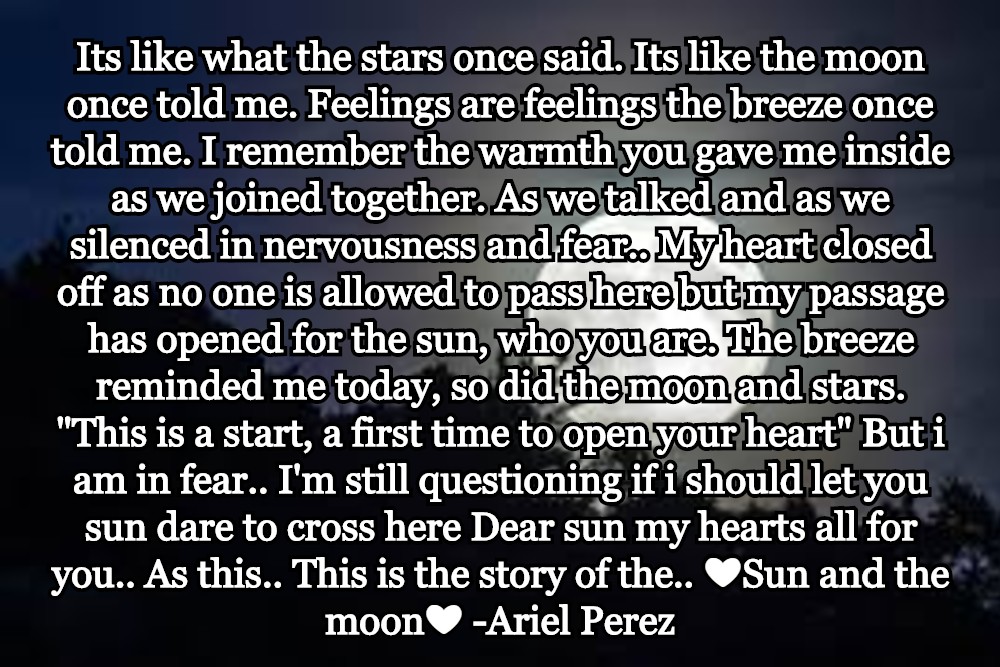 Its like what the stars once said. Its like the moon
once told me. Feelings are feelings the breeze once
told me. I remember the warmth you gave me inside
as we joined together. As we talked and as we
silenced in nervousness and fear.. My heart closed
off as no one is allowed to pass here but my passage
has opened for the sun, who you are. The breeze
reminded me today, so did the moon and stars.
"This is a start, a first time to open your heart" But i
am in fear.. I'm still questioning if i should let you
sun dare to cross here Dear sun my hearts all for
you.. As this.. This is the story of the.. ♥Sun and the
moon♥ -Ariel Perez